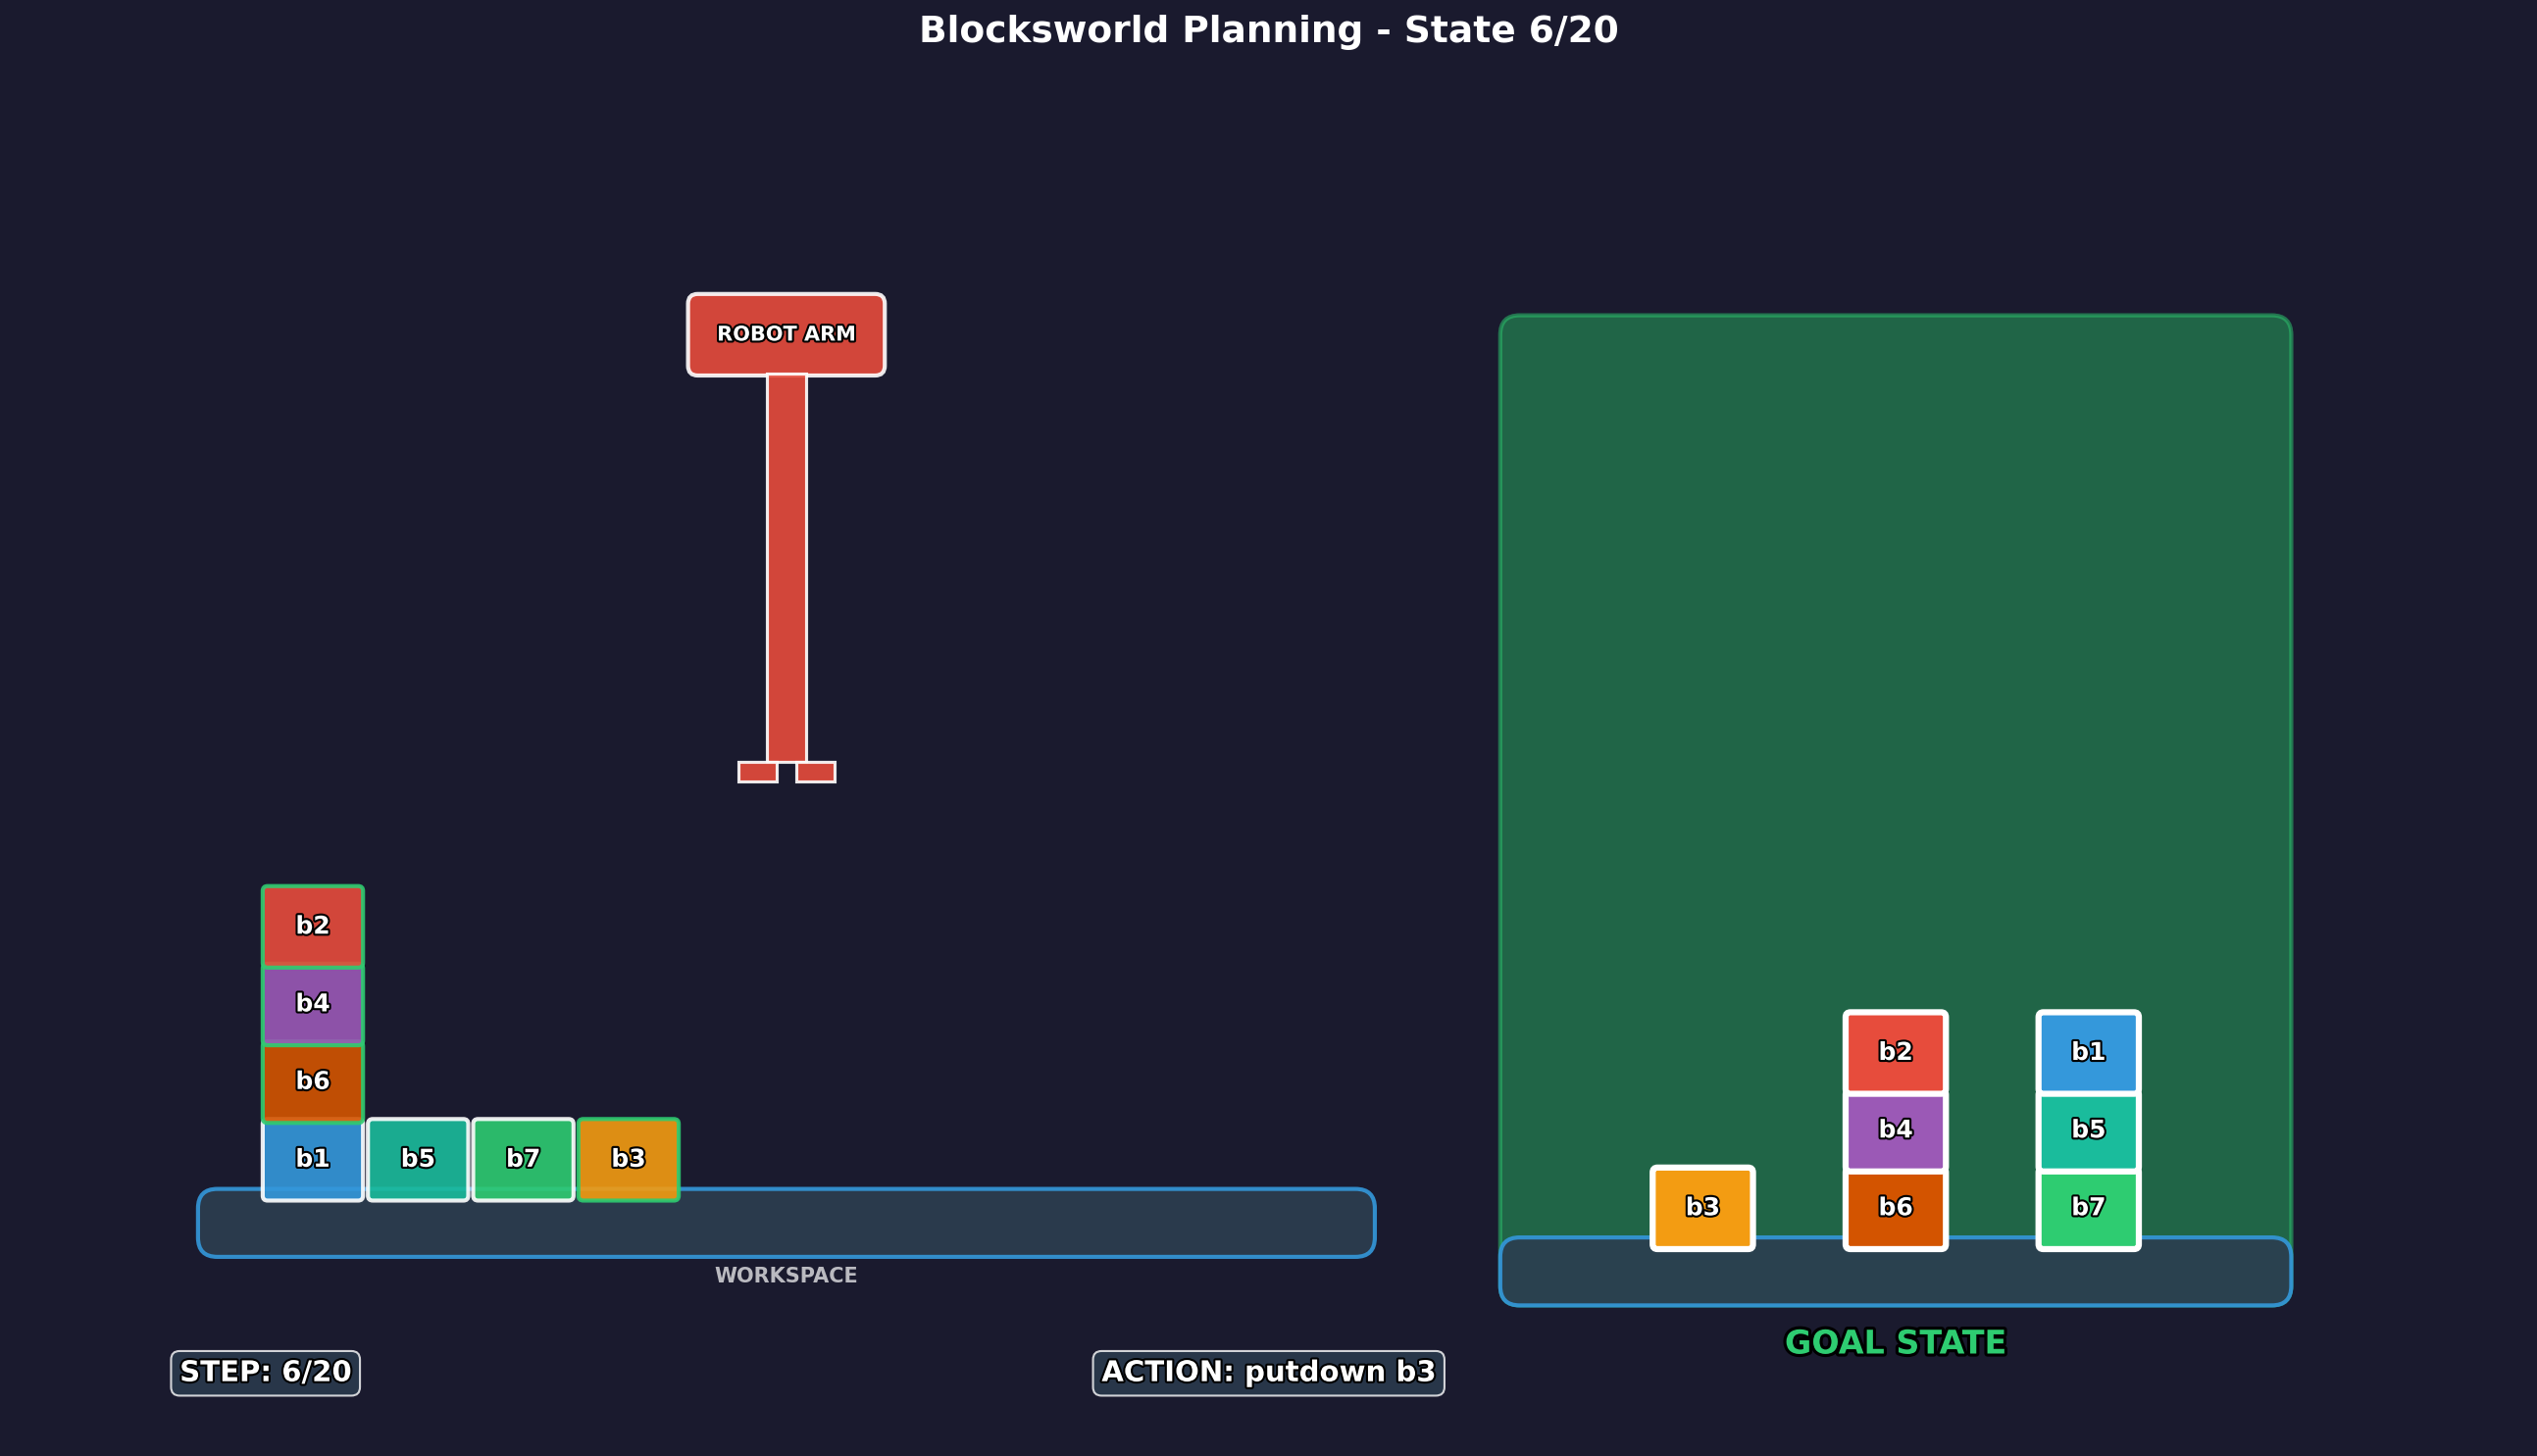 Blocksworld Planning - State 6/20
ROBOT ARM
b2
b4
b6
b1 b5 b7 b3
WORKSPACE
b2 b1
b4 b5
b3 b6 b7
GOAL STATE
STEP: 6/20
ACTION: putdown b3